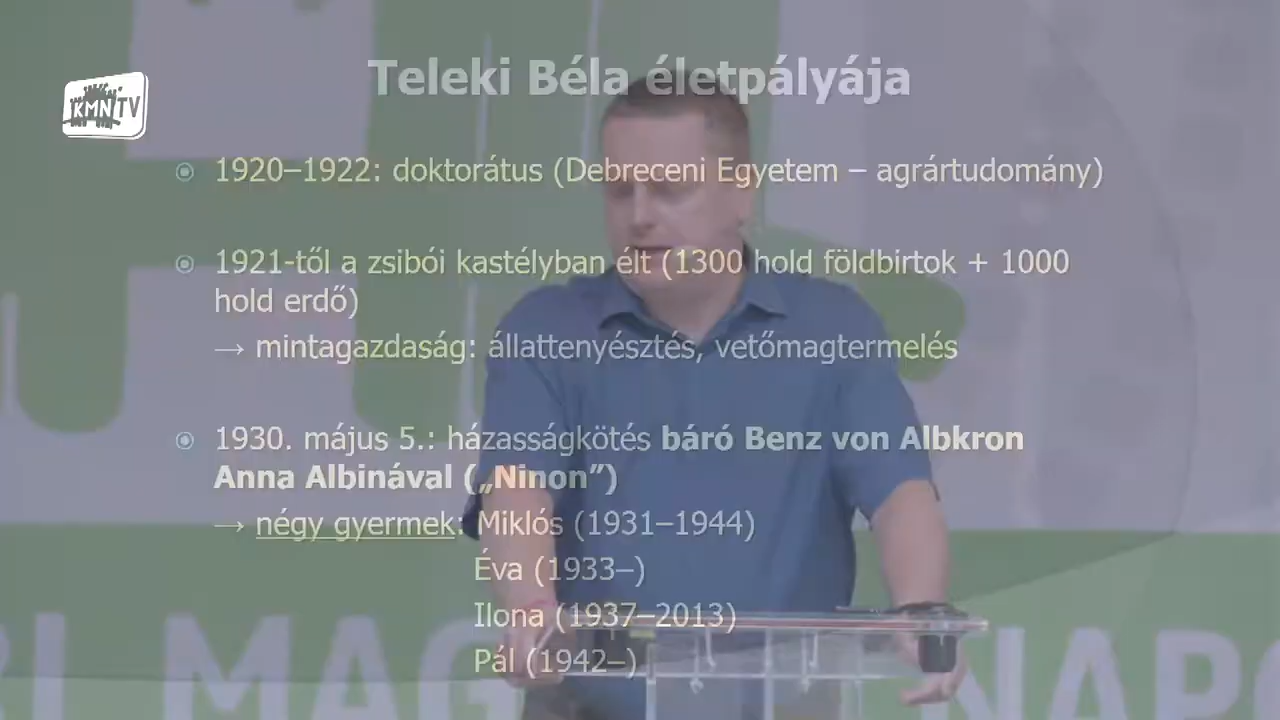 Teleki Béla életpályája
KMN TV
1920–1922: doktorátus (Debreceni Egyetem – agrártudomány)
1921-től a zsibói kastélyban élt (1300 hold földbirtok + 1000
hold erdő)
→ mintagazdaság: állattenyésztés, vetőmagtermelés
1930. május 5.: házasságkötés báró Benz von Albkron
Anna Albinával („Ninon”)
→ négy gyermek: Miklós (1931–1944)
Éva (1933–)
Ilona (1937–2013)
Pál (1942–)
MAG NAPO